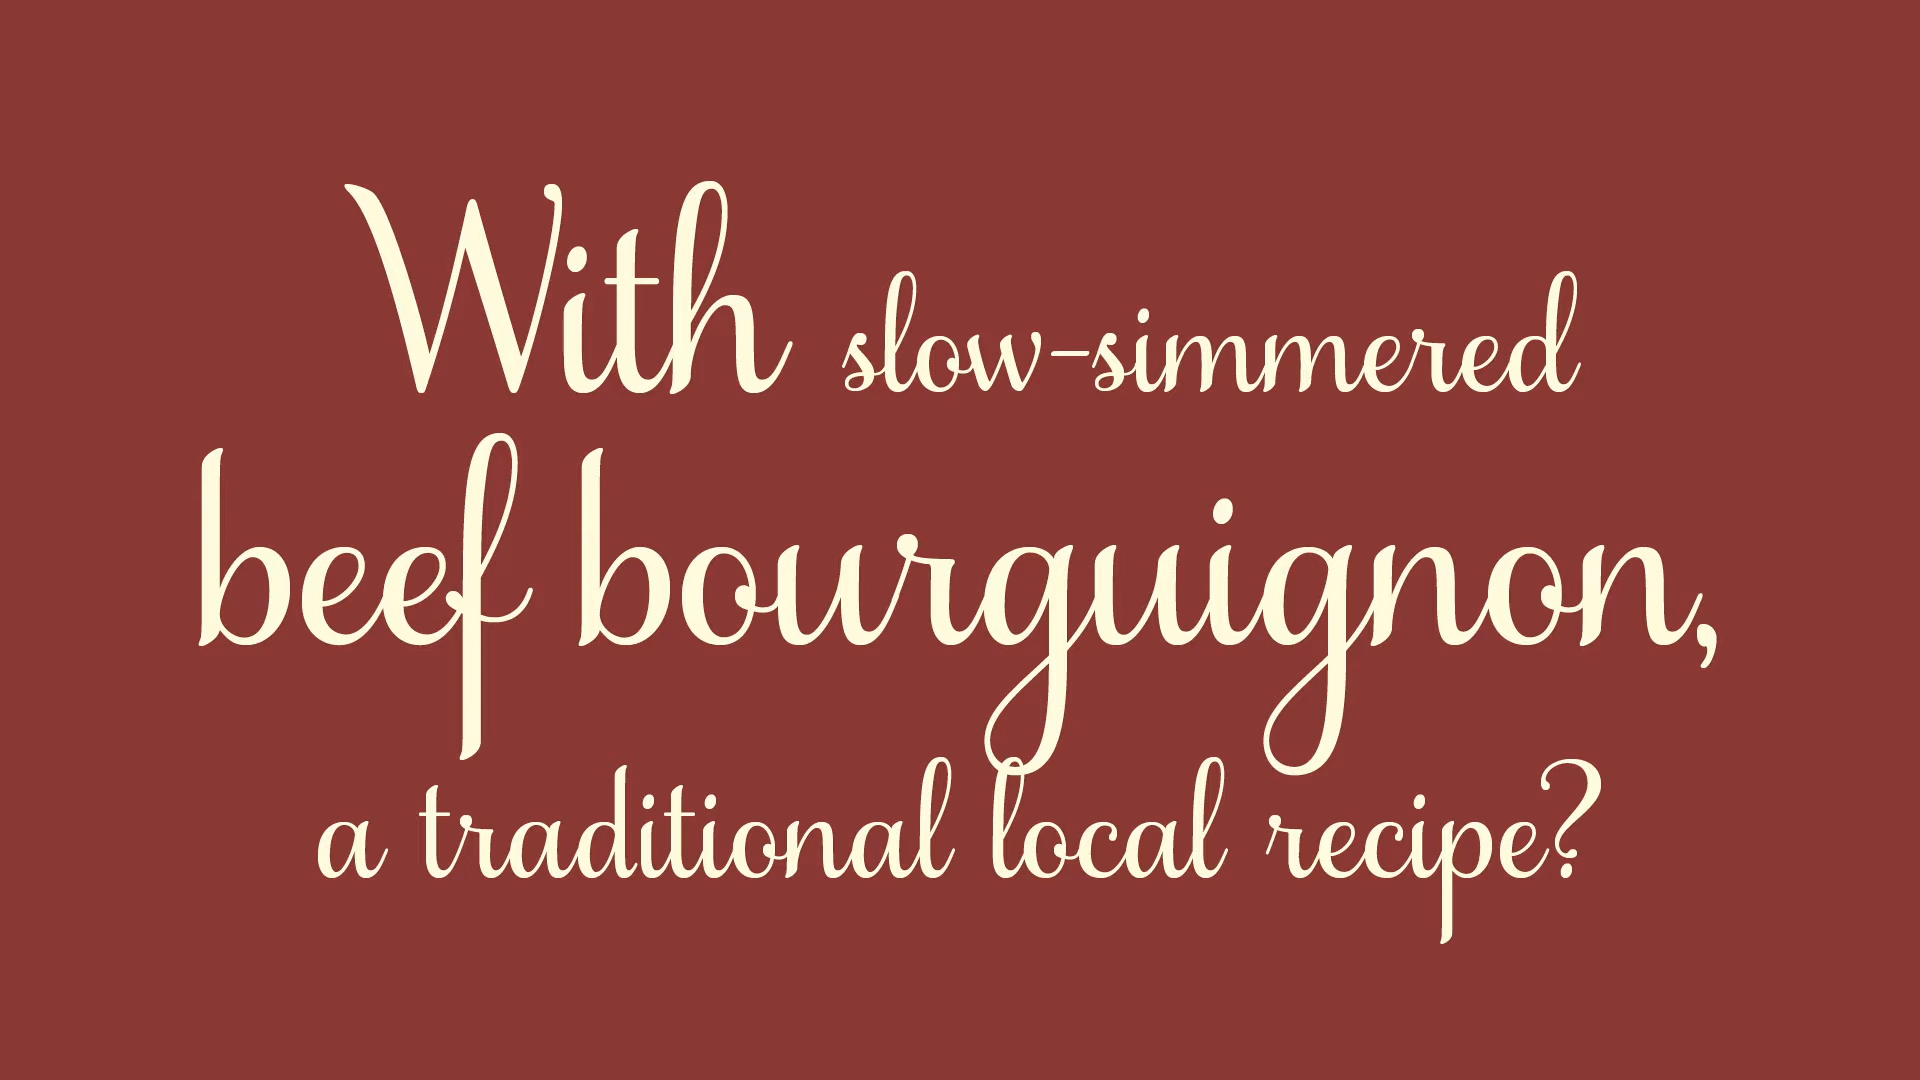 With slow-simmered
beef bourguignon,
a traditional local recipe?